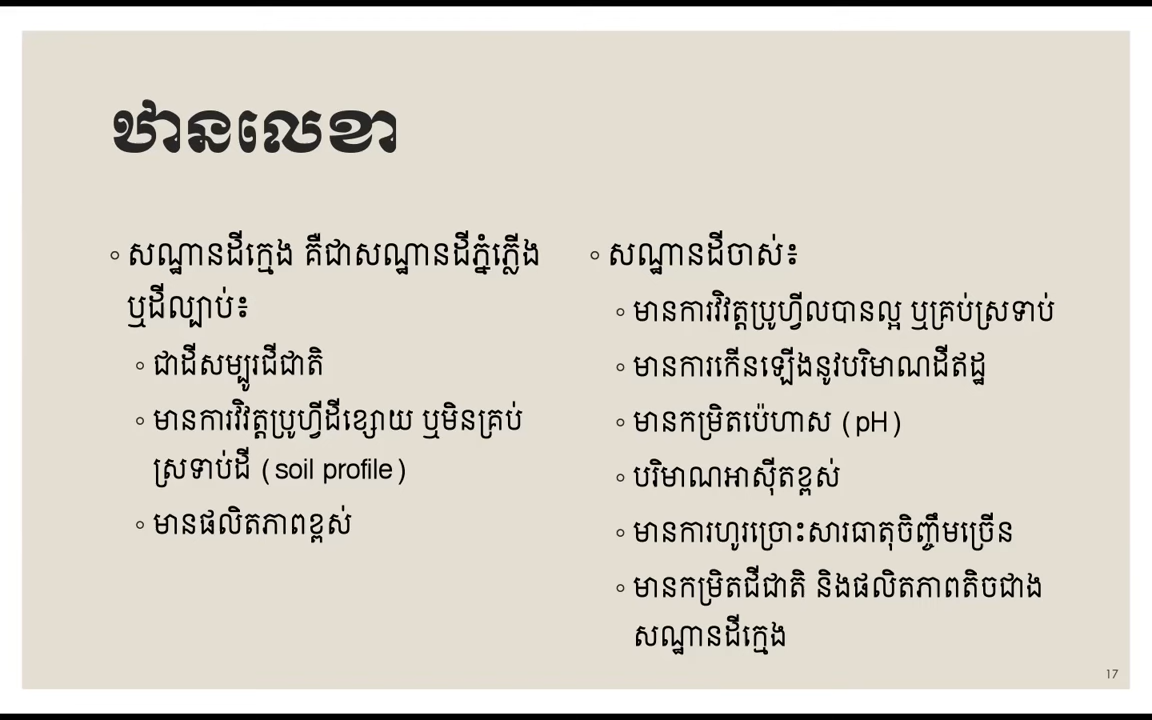 ឋានលេខា
◦ សណ្ឋានដីក្មេង គឺជាសណ្ឋានដីភ្នំភ្លើង
ឬដីល្បាប់៖
◦ ជាដីសម្បូរជីជាតិ
◦ មានការវិវត្តប្រូហ្វីដីខ្សោយ ឬមិនគ្រប់
ស្រទាប់ដី (soil profile)
◦ មានផលិតភាពខ្ពស់
◦ សណ្ឋានដីចាស់៖
◦ មានការវិវត្តប្រូហ្វីលបានល្អ ឬគ្រប់ស្រទាប់
◦ មានការកើនឡើងនូវបរិមាណដីឥដ្ឋ
◦ មានកម្រិតប៉េហាស (pH)
◦ បរិមាណអាស៊ីតខ្ពស់
◦ មានការហូរច្រោះសារធាតុចិញ្ចឹមច្រើន
◦ មានកម្រិតជីជាតិ និងផលិតភាពតិចជាង
សណ្ឋានដីក្មេង
17